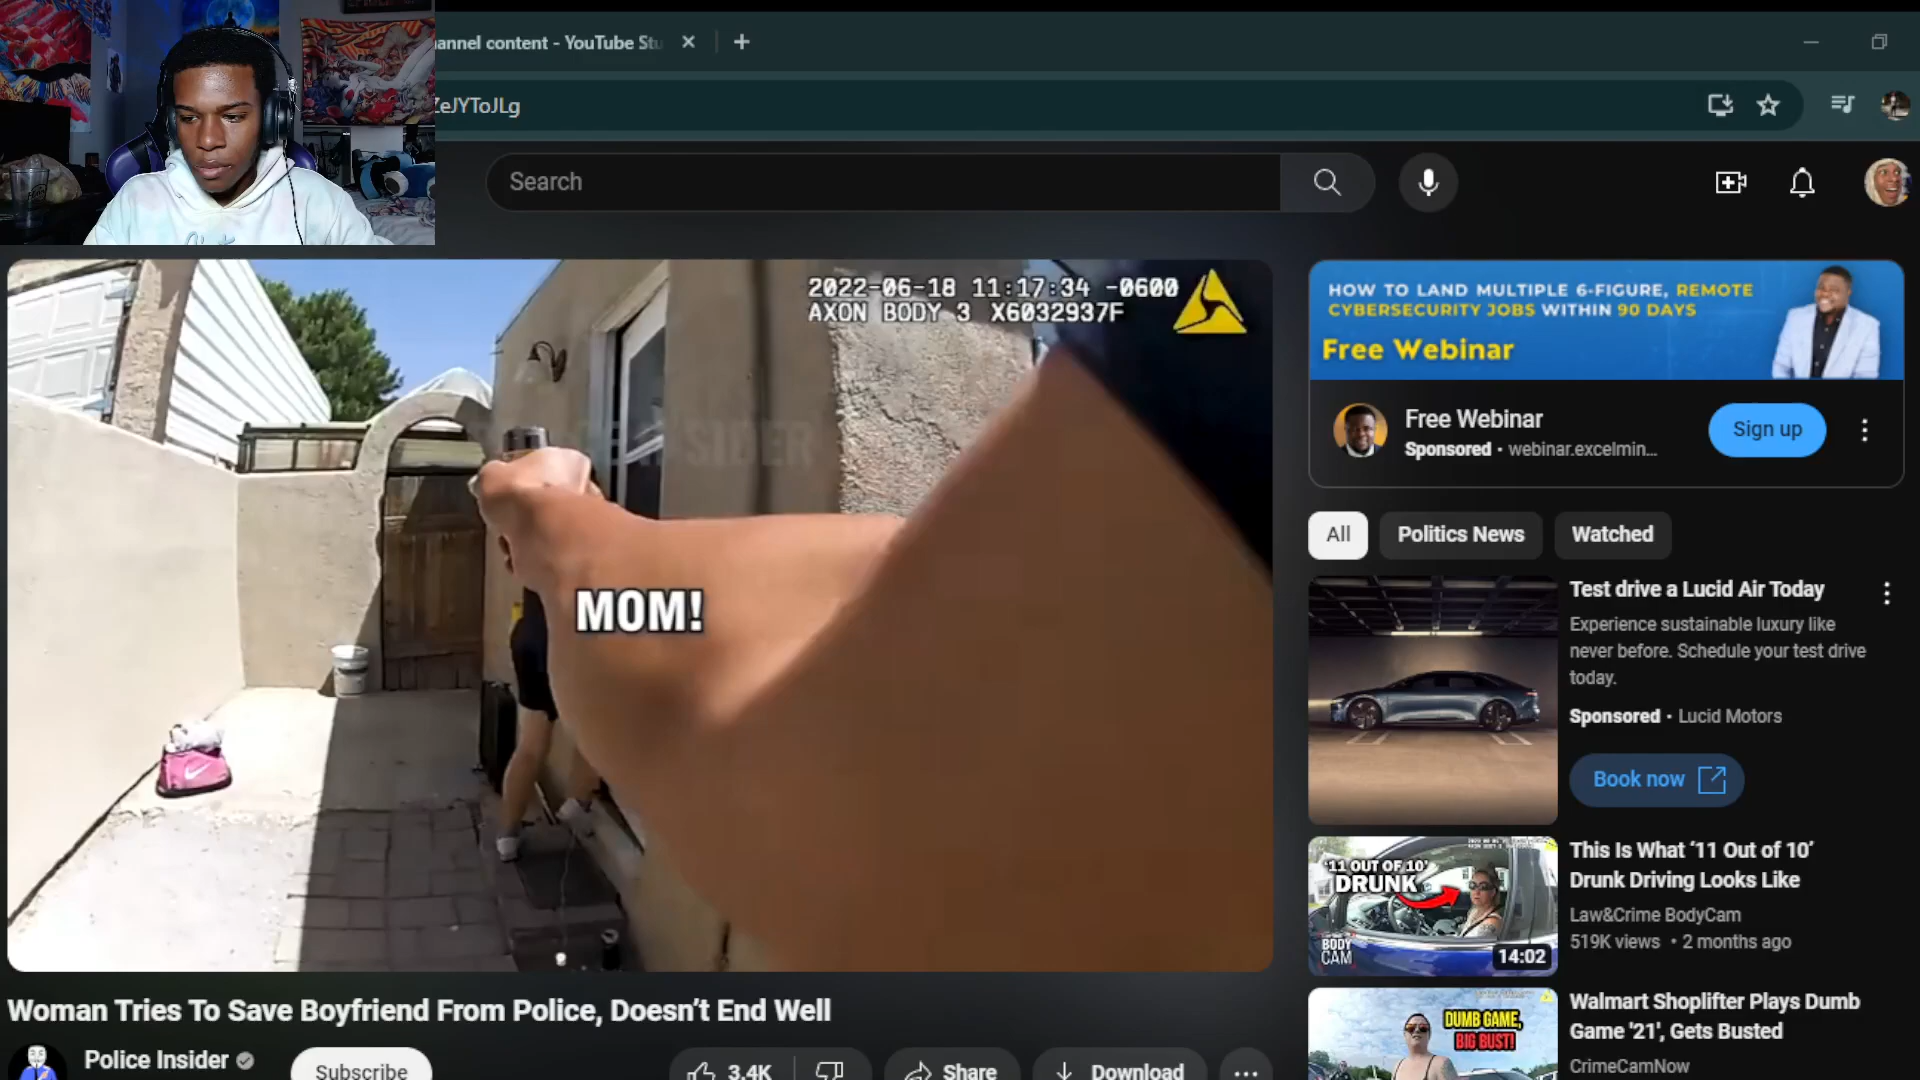 annel content - YouTube Stu
ZeJYToJLg
Search
2022-06-18 11:17:34 -0600
AXON BODY 3 X6032937F
SIDER
MOM!
HOW TO LAND MULTIPLE 6-FIGURE, REMOTE
CYBERSECURITY JOBS WITHIN 90 DAYS
Free Webinar
Free Webinar
Sponsored • webinar.excelmin...
Sign up
All
Politics News
Watched
Test drive a Lucid Air Today
Experience sustainable luxury like
never before. Schedule your test drive
today.
Sponsored • Lucid Motors
Book now
'11 OUT OF 10'
DRUNK
BODY
CAM
14:02
This Is What ‘11 Out of 10’
Drunk Driving Looks Like
Law&Crime BodyCam
519K views • 2 months ago
DUMB GAME,
BIG BUST!
Walmart Shoplifter Plays Dumb
Game '21', Gets Busted
CrimeCamNow
Woman Tries To Save Boyfriend From Police, Doesn’t End Well
Police Insider
Subscribe
3.4K
Share
Download